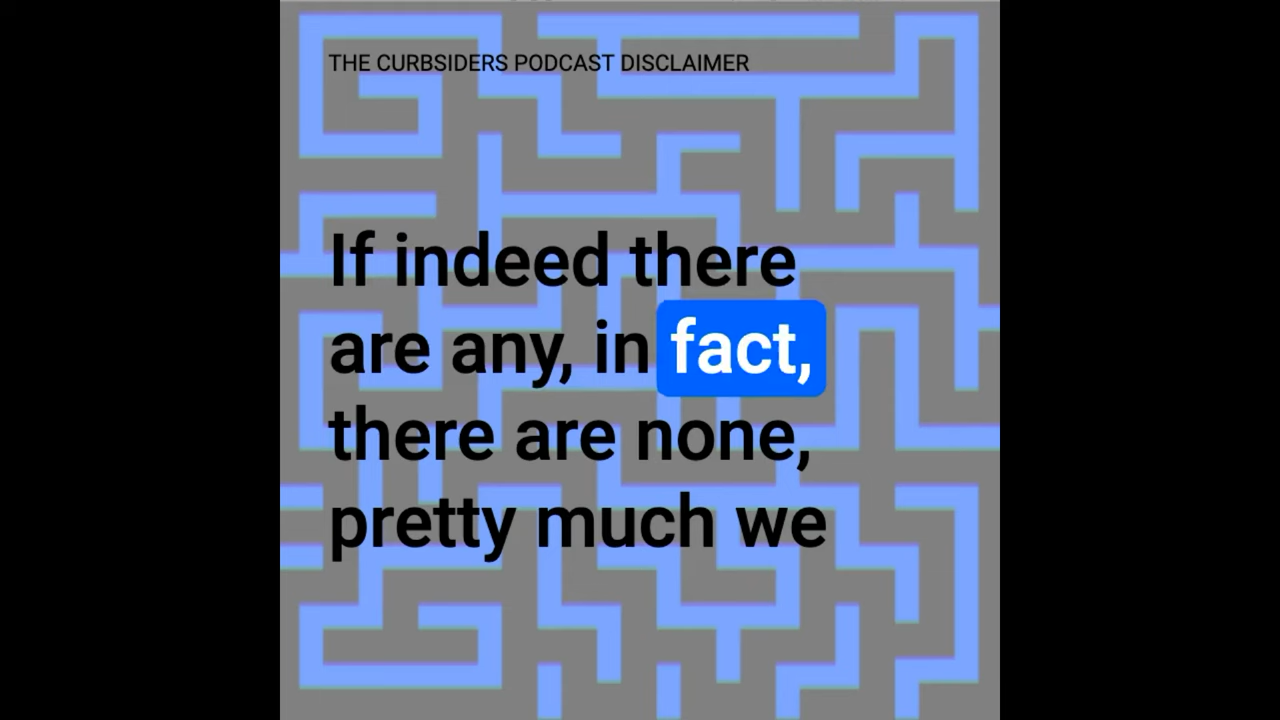 THE CURBSIDERS PODCAST DISCLAIMER
If indeed there
are any, in fact,
there are none,
pretty much we